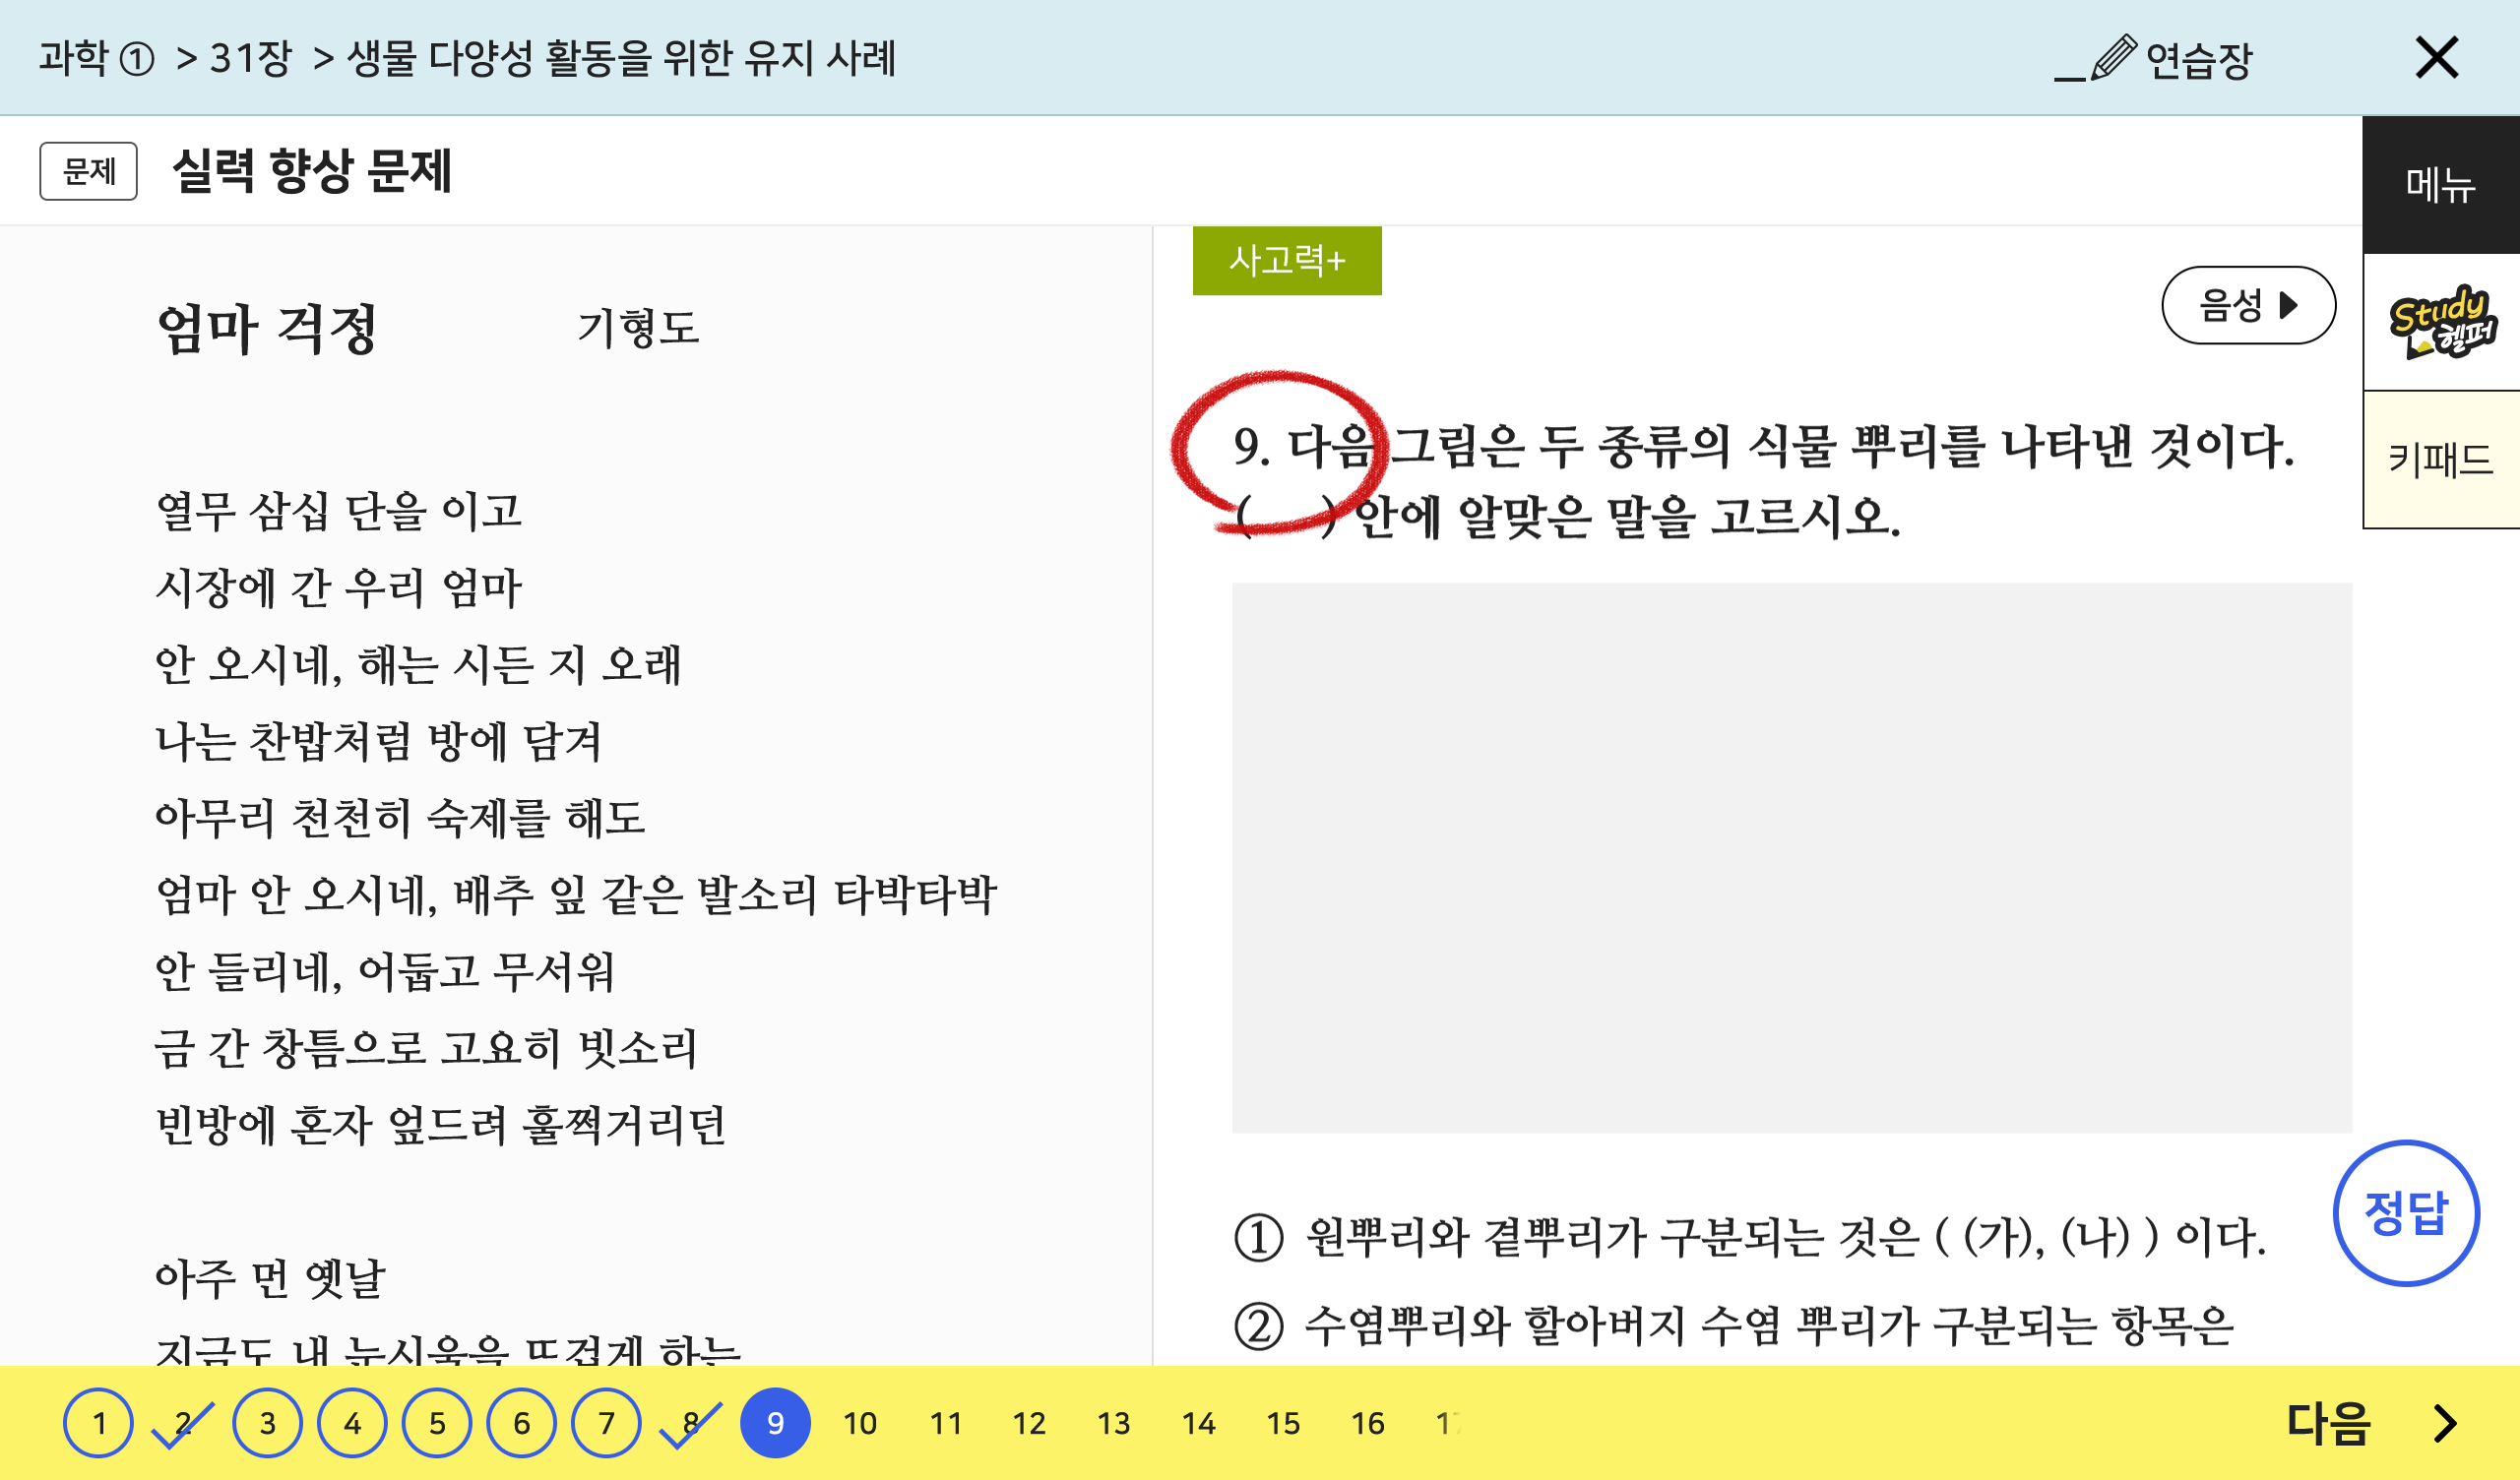 과학 ① > 31장 > 생물 다양성 활동을 위한 유지 사례
연습장
문제 실력 향상 문제
메뉴
Study 헬퍼
키패드
엄마 걱정 기형도
열무 삼십 단을 이고
시장에 간 우리 엄마
안 오시네, 해는 시든 지 오래
나는 찬밥처럼 방에 담겨
아무리 천천히 숙제를 해도
엄마 안 오시네, 배추 잎 같은 발소리 타박타박
안 들리네, 어둡고 무서워
금 간 창틈으로 고요히 빗소리
빈방에 혼자 엎드려 훌쩍거리던
아주 먼 옛날
지금도 내 눈시울을 뜨겁게 하는
사고력+
음성
9. 다음 그림은 두 종류의 식물 뿌리를 나타낸 것이다.
( ) 안에 알맞은 말을 고르시오.
① 원뿌리와 곁뿌리가 구분되는 것은 ( (가), (나) ) 이다.
② 수염뿌리와 할아버지 수염 뿌리가 구분되는 항목은
정답
1 2 3 4 5 6 7 8 9 10 11 12 13 14 15 16
다음